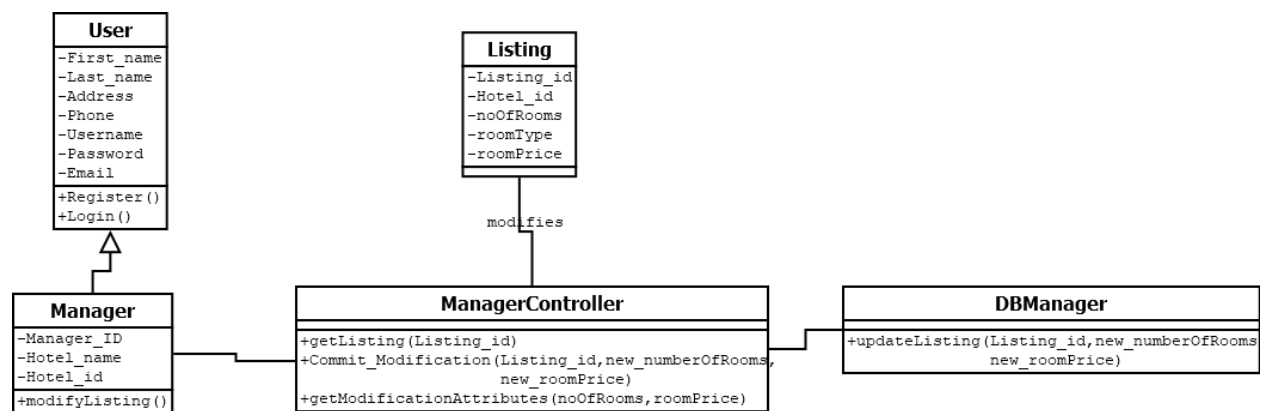 User
-First_name
-Last_name
-Address
-Phone
-Username
-Password
-Email
+Register()
+Login()
Listing
-Listing_id
-Hotel_id
-noOfRooms
-roomType
-roomPrice
modifies
Manager
-Manager_ID
-Hotel_name
-Hotel_id
+modifyListing()
ManagerController
+getListing(Listing_id)
+Commit_Modification(Listing_id,new_numberOfRooms,
new_roomPrice)
+getModificationAttributes(noOfRooms,roomPrice)
DBManager
+updateListing(Listing_id,new_numberOfRooms
new_roomPrice)